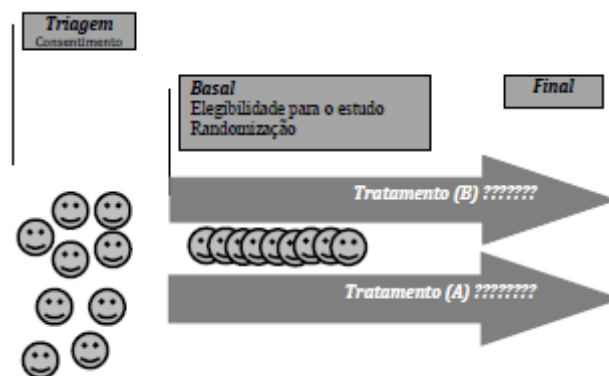 Triagem
Consentimento
Basal
Elegibilidade para o estudo
Randomização
Final
Tratamento (B) ???????
Tratamento (A) ????????